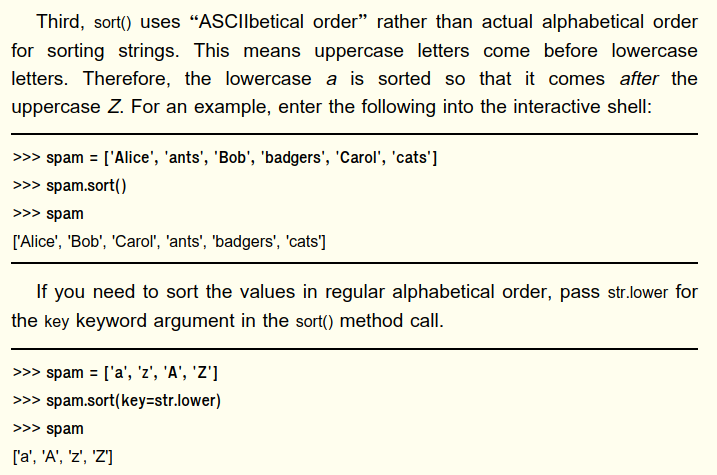 Third, sort() uses “ASCIIbetical order” rather than actual alphabetical order
for sorting strings. This means uppercase letters come before lowercase
letters. Therefore, the lowercase a is sorted so that it comes after the
uppercase Z. For an example, enter the following into the interactive shell:
>>> spam = ['Alice', 'ants', 'Bob', 'badgers', 'Carol', 'cats']
>>> spam.sort()
>>> spam
['Alice', 'Bob', 'Carol', 'ants', 'badgers', 'cats']
If you need to sort the values in regular alphabetical order, pass str.lower for
the key keyword argument in the sort() method call.
>>> spam = ['a', 'z', 'A', 'Z']
>>> spam.sort(key=str.lower)
>>> spam
['a', 'A', 'z', 'Z']